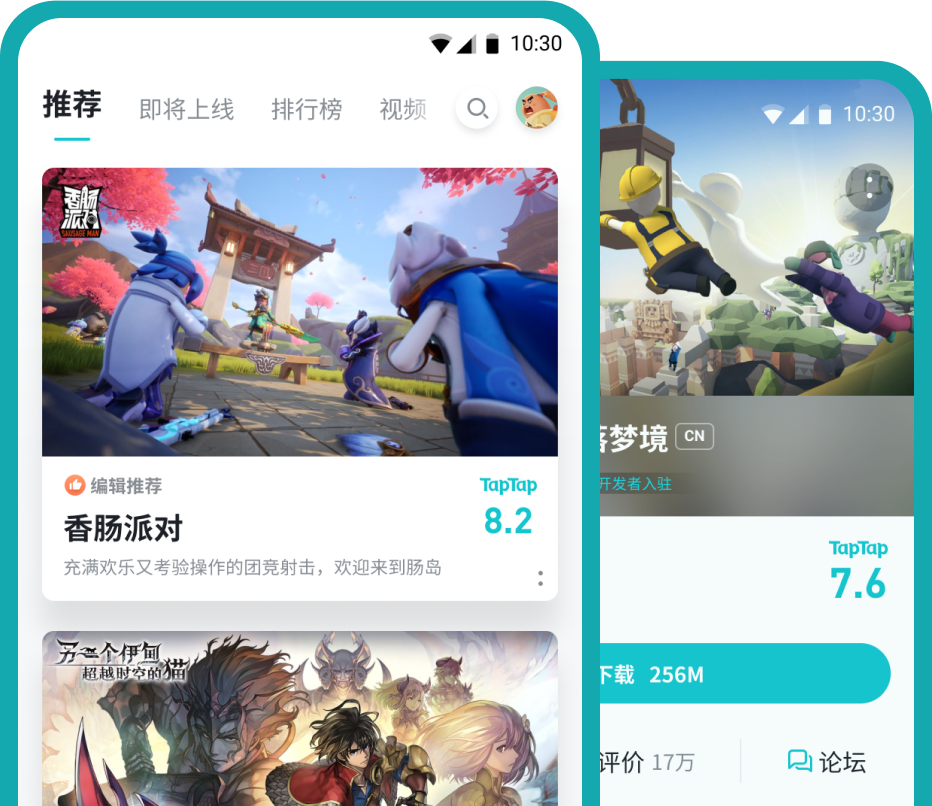 10:30
推荐
即将上线
排行榜
视频
香肠派对
SAUSAGE MAN
编辑推荐
TapTap
香肠派对
8.2
充满欢乐又考验操作的团竞射击，欢迎来到肠岛
另一个伊甸
超越时空的猫
10:30
落梦境 CN
开发者入驻
TapTap
7.6
下载 256M
评价 17万
论坛